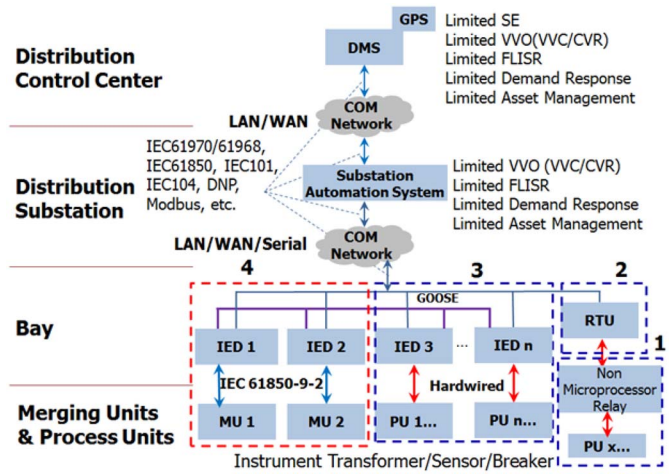 GPS
DMS
Limited SE
Limited VVO(VVC/CVR)
Limited FLISR
Limited Demand Response
Limited Asset Management
Distribution
Control Center
COM
Network
LAN/WAN
IEC61970/61968,
IEC61850, IEC101,
IEC104, DNP,
Modbus, etc.
Distribution
Substation
Substation
Automation System
Limited VVO (VVC/CVR)
Limited FLISR
Limited Demand Response
Limited Asset Management
LAN/WAN/Serial
COM
Network
4
3
2
1
GOOSE
Bay
IED 1
IED 2
IED 3
...
IED n
RTU
IEC 61850-9-2
Hardwired
Non
Microprocessor
Relay
Merging Units
& Process Units
MU 1
MU 2
PU 1...
PU n...
PU x...
Instrument Transformer/Sensor/Breaker